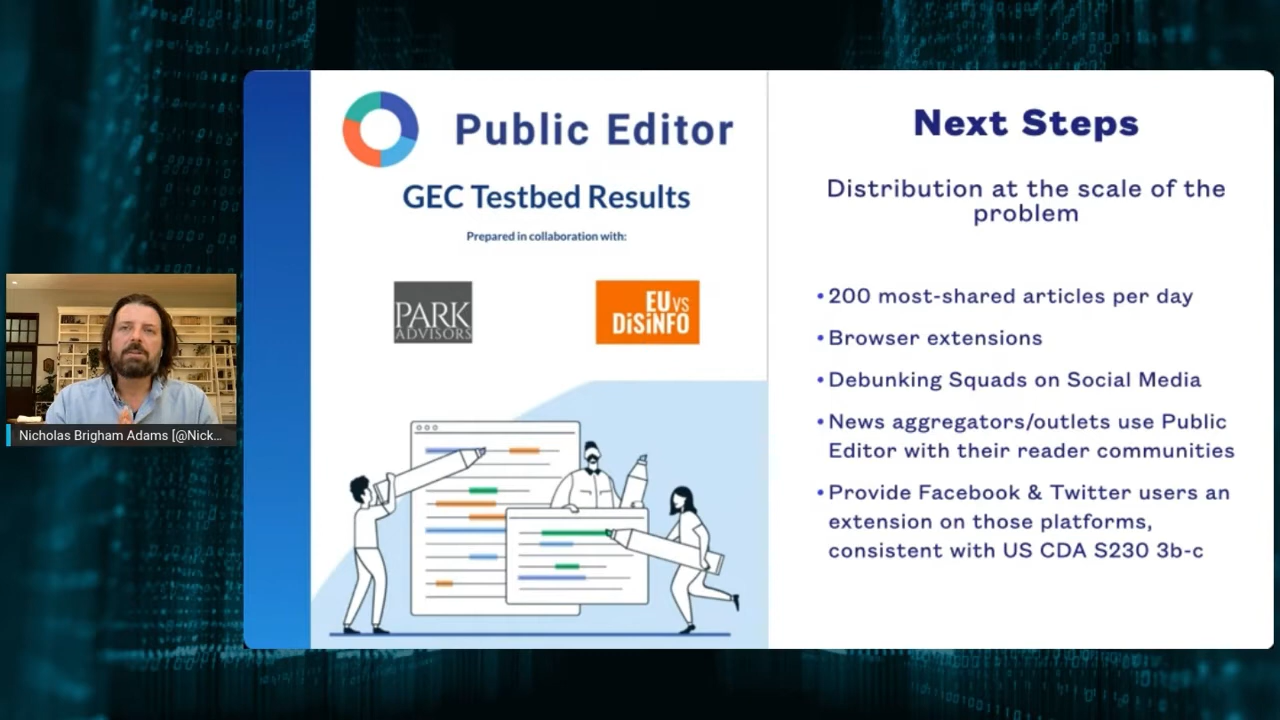 Public Editor
GEC Testbed Results
Prepared in collaboration with:
PARK
ADVISORS
EU VS
DiSiNFO
Next Steps
Distribution at the scale of the
problem
• 200 most-shared articles per day
• Browser extensions
• Debunking Squads on Social Media
• News aggregators/outlets use Public
Editor with their reader communities
• Provide Facebook & Twitter users an
extension on those platforms,
consistent with US CDA S230 3b-c
Nicholas Brigham Adams [@Nick...